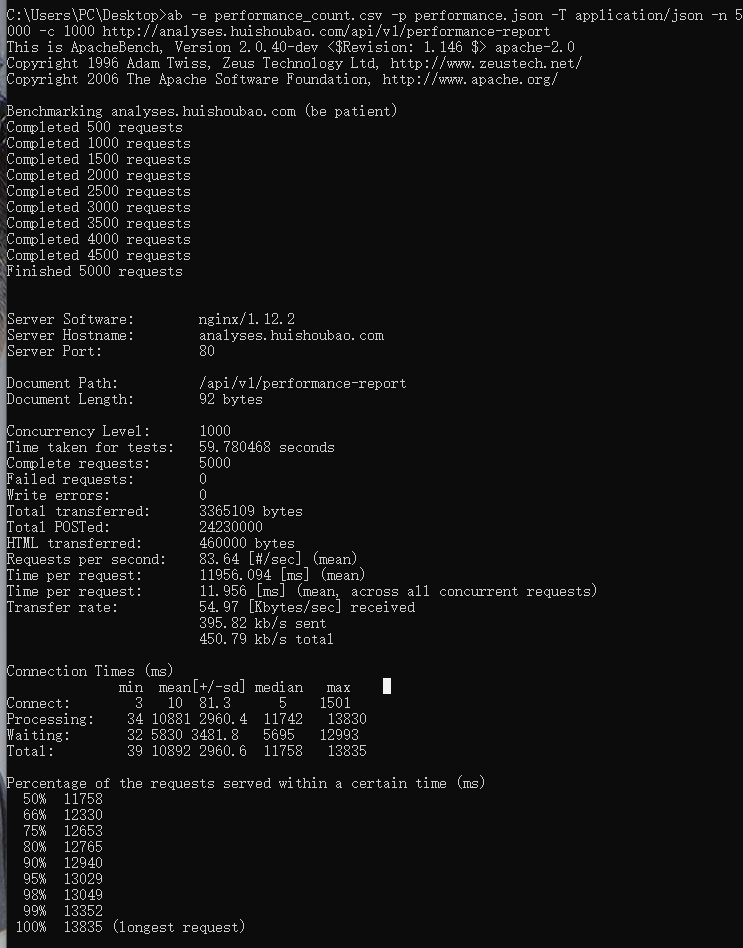 C:\Users\PC\Desktop>ab -e performance_count.csv -p performance.json -T application/json -n 5
000 -c 1000 http://analyses.huishoubao.com/api/v1/performance-report
This is ApacheBench, Version 2.0.40-dev <$Revision: 1.146 $> apache-2.0
Copyright 1996 Adam Twiss, Zeus Technology Ltd, http://www.zeustech.net/
Copyright 2006 The Apache Software Foundation, http://www.apache.org/

Benchmarking analyses.huishoubao.com (be patient)
Completed 500 requests
Completed 1000 requests
Completed 1500 requests
Completed 2000 requests
Completed 2500 requests
Completed 3000 requests
Completed 3500 requests
Completed 4000 requests
Completed 4500 requests
Finished 5000 requests

Server Software:        nginx/1.12.2
Server Hostname:        analyses.huishoubao.com
Server Port:            80

Document Path:          /api/v1/performance-report
Document Length:        92 bytes

Concurrency Level:      1000
Time taken for tests:   59.780468 seconds
Complete requests:      5000
Failed requests:        0
Write errors:           0
Total transferred:      3365109 bytes
Total POSTed:           24230000
HTML transferred:       460000 bytes
Requests per second:    83.64 [#/sec] (mean)
Time per request:       11956.094 [ms] (mean)
Time per request:       11.956 [ms] (mean, across all concurrent requests)
Transfer rate:          54.97 [Kbytes/sec] received
                        395.82 kb/s sent
                        450.79 kb/s total

Connection Times (ms)
              min  mean[+/-sd] median   max
Connect:        3   10  81.3      5    1501
Processing:    34 10881 2960.4  11742   13830
Waiting:       32 5830 3481.8   5695   12993
Total:         39 10892 2960.6  11758   13835

Percentage of the requests served within a certain time (ms)
  50%  11758
  66%  12330
  75%  12653
  80%  12765
  90%  12940
  95%  13029
  98%  13049
  99%  13352
 100%  13835 (longest request)